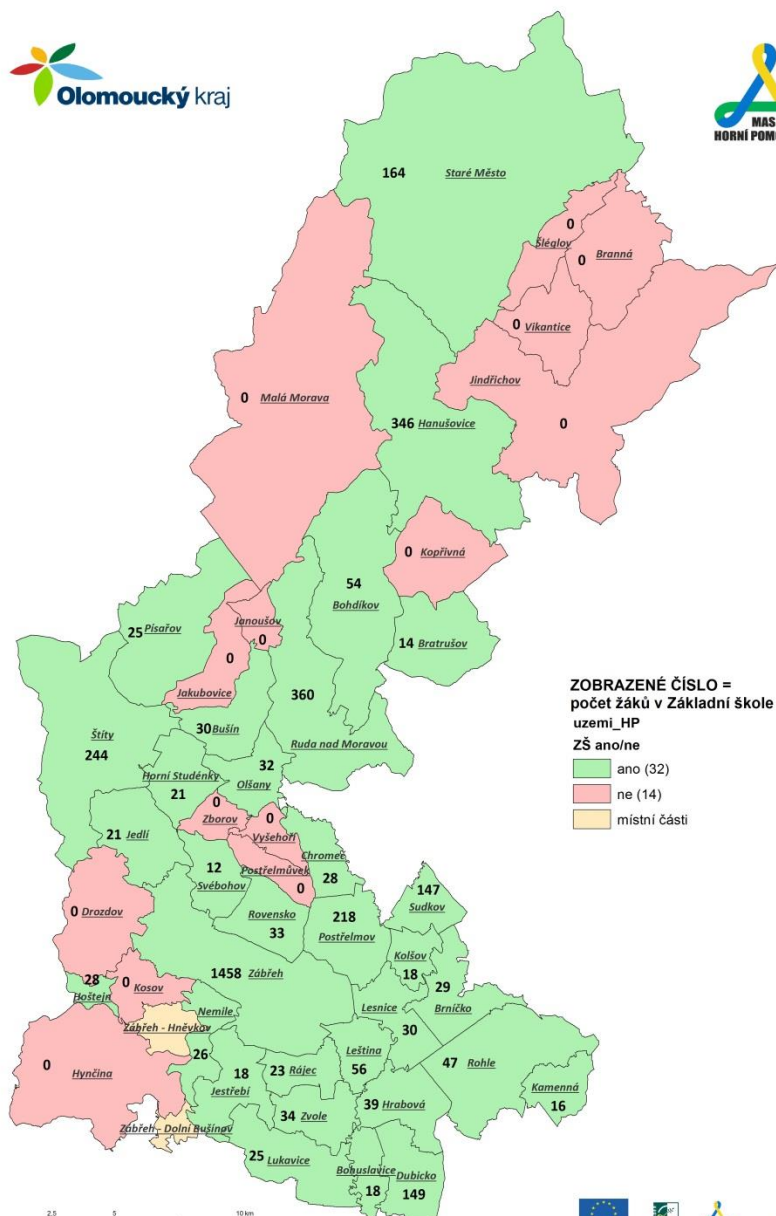 Olomoucký kraj
MAS
164 Staré Město
0
Šléglov
0
Branná
0 Vikantice
Jindřichov
0
0 Malá Morava
346 Hanušovice
0 Kopřivná
54
Bohdíkov
14 Bratrušov
25 Písařov
Janoušov
0
0
Jakubovice
360
Ruda nad Moravou
30 Bušín
Štíty
244
32
Olšany
Horní Studénky
21
0
Zborov
0
Vyšehoří
21 Jedlí
12
Svébohov
Postřelmůvek
0
Chromeč
28
0 Drozdov
Rovensko
33
218
Postřelmov
147
Sudkov
Kolšov
18
29
Brníčko
1458 Zábřeh
28
Hoštejn
0 Kosov
Nemile
26
Zábřeh - Hněvkov
Lesnice
30
0
Hynčina
18
Jestřebí
23 Rájec
Leština
56
47 Rohle
Kamenná
16
34 Zvole
39 Hrabová
Zábřeh - Dolní Bušínov
25
Lukavice
Bohuslavice
18
Dubicko
149
ZOBRAZENÉ ČÍSLO =
počet žáků v Základní škole
uzemi_HP
ZŠ ano/ne
ano (32)
ne (14)
místní části
2,5 5 10 km